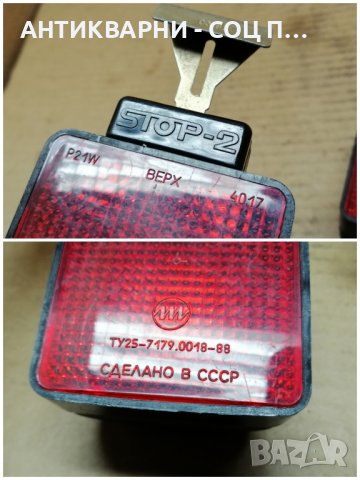 АНТИКВАРНИ - СОЦ П...
STOP-2
P21W
ВЕРХ
4017
ТУ25-7179.0018-88
СДЕЛАНО В СССР
BAZAR